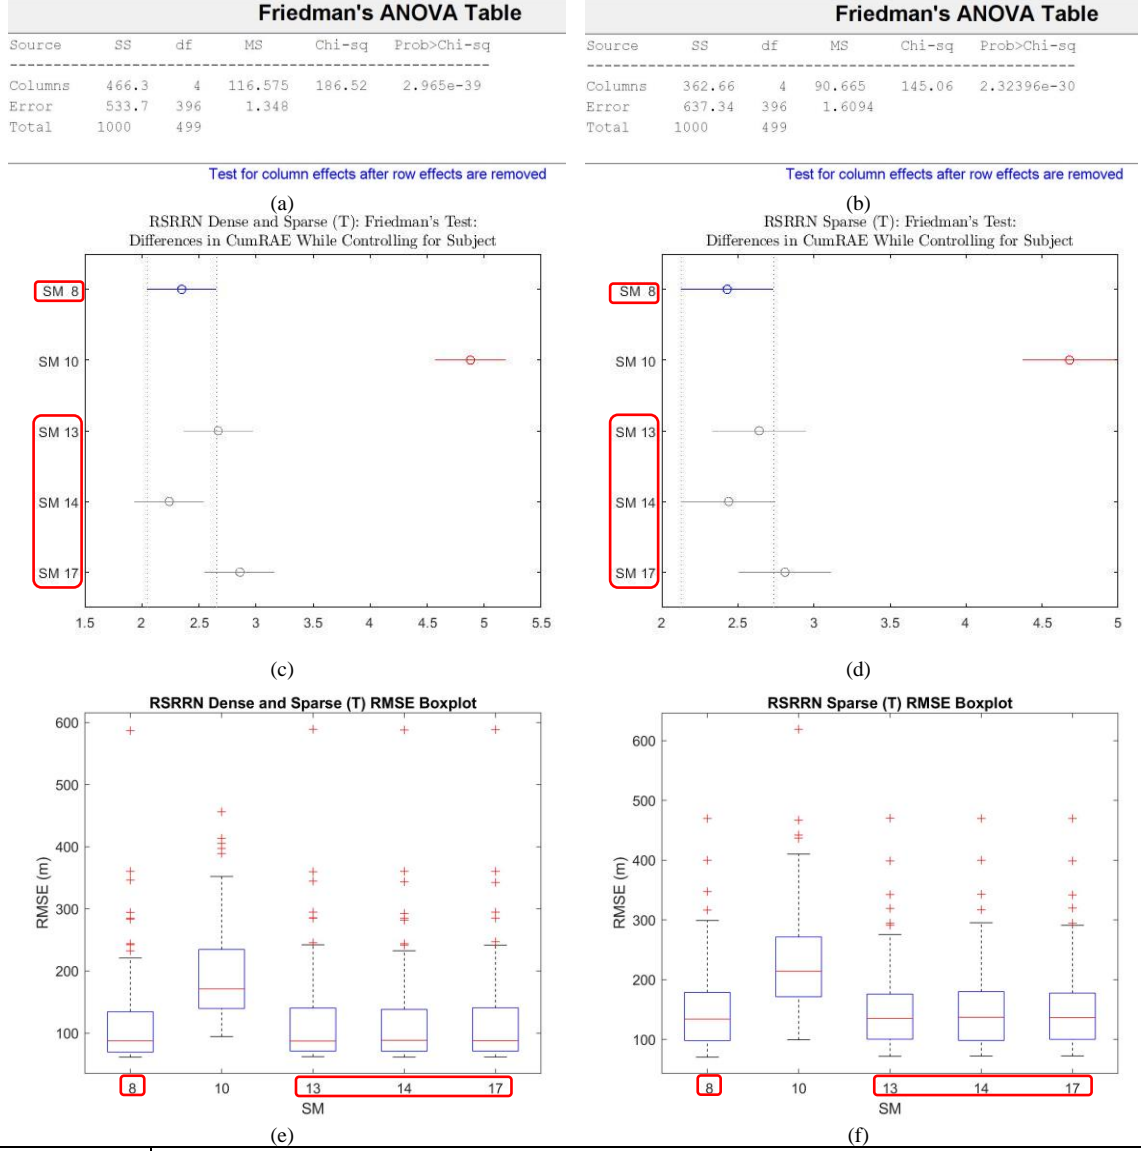 Friedman's ANOVA Table
Source SS df MS Chi-sq Prob>Chi-sq
Columns 466.3 4 116.575 186.52 2.965e-39
Error 533.7 396 1.348
Total 1000 499
Test for column effects after row effects are removed
(a)
Friedman's ANOVA Table
Source SS df MS Chi-sq Prob>Chi-sq
Columns 362.66 4 90.665 145.06 2.32396e-30
Error 637.34 396 1.6094
Total 1000 499
Test for column effects after row effects are removed
(b)
RSRRN Dense and Sparse (T): Friedman's Test:
Differences in CumRAE While Controlling for Subject
SM 8
SM 10
SM 13
SM 14
SM 17
1.5 2 2.5 3 3.5 4 4.5 5 5.5
(c)
RSRRN Sparse (T): Friedman's Test:
Differences in CumRAE While Controlling for Subject
SM 8
SM 10
SM 13
SM 14
SM 17
2 2.5 3 3.5 4 4.5 5
(d)
RSRRN Dense and Sparse (T) RMSE Boxplot
600
500
400
300
200
100
RMSE (m)
8 10 13 14 17
SM
(e)
RSRRN Sparse (T) RMSE Boxplot
600
500
400
300
200
100
RMSE (m)
8 10 13 14 17
SM
(f)